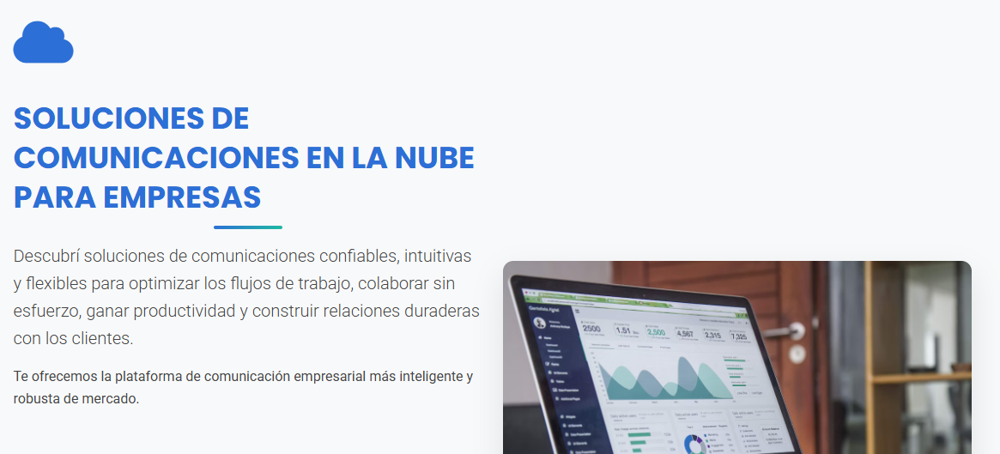 SOLUCIONES DE
COMUNICACIONES EN LA NUBE
PARA EMPRESAS
Descubrí soluciones de comunicaciones confiables, intuitivas
y flexibles para optimizar los flujos de trabajo, colaborar sin
esfuerzo, ganar productividad y construir relaciones duraderas
con los clientes.
Te ofrecemos la plataforma de comunicación empresarial más inteligente y
robusta de mercado.
2500
1.51
2,500
4,567
2,315
7,325